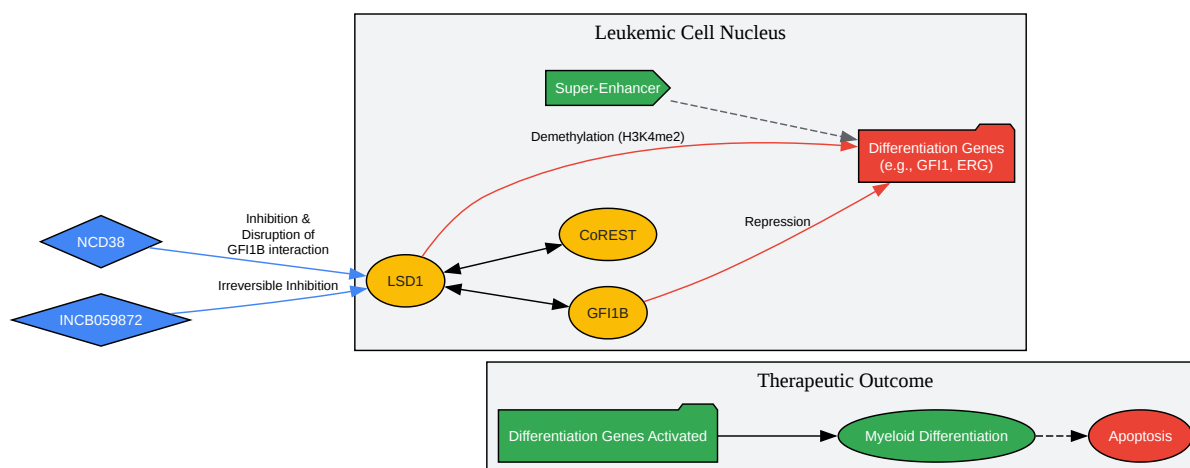 Leukemic Cell Nucleus
Super-Enhancer
Demethylation (H3K4me2)
Differentiation Genes
(e.g., GFI1, ERG)
Inhibition &
Disruption of
GFI1B interaction
NCD38
CoREST
Repression
LSD1
Irreversible Inhibition
INCB059872
GFI1B
Therapeutic Outcome
Differentiation Genes Activated
Myeloid Differentiation
Apoptosis